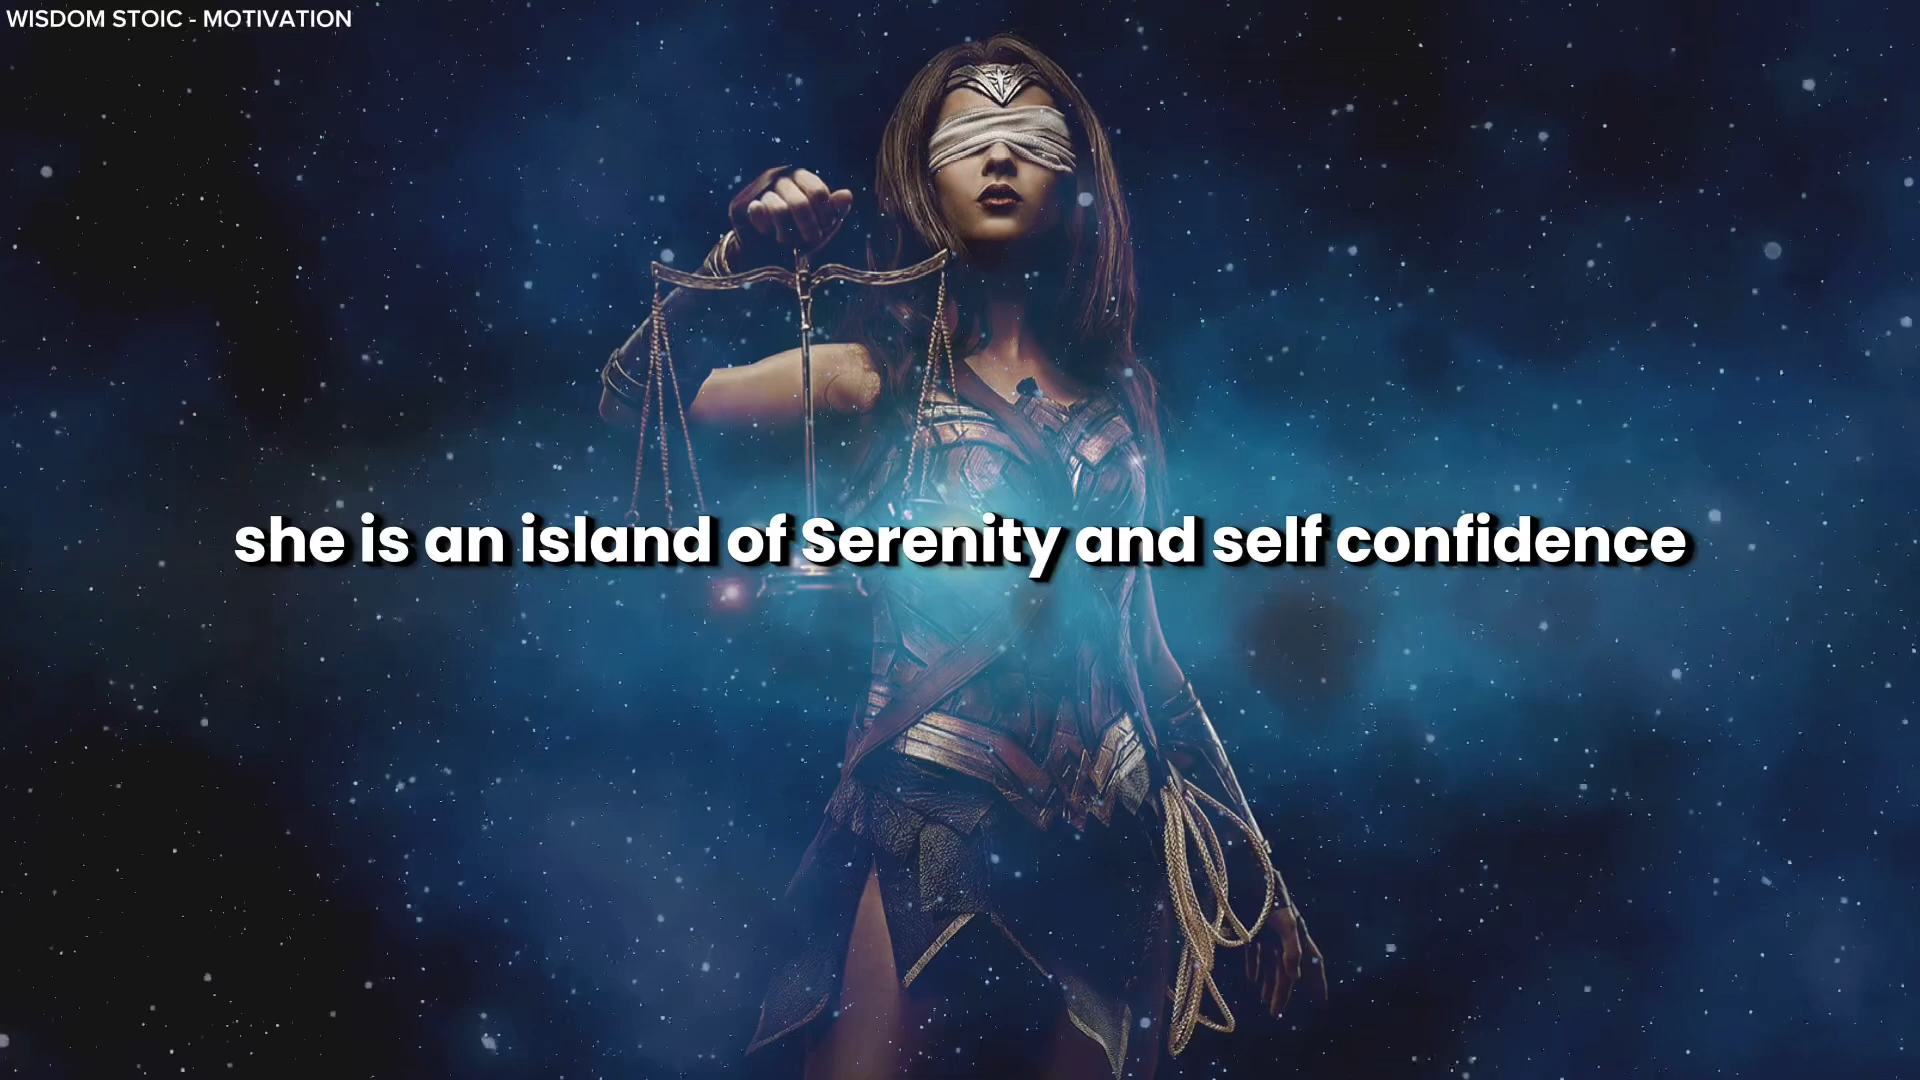 WISDOM STOIC - MOTIVATION
she is an island of Serenity and self confidence